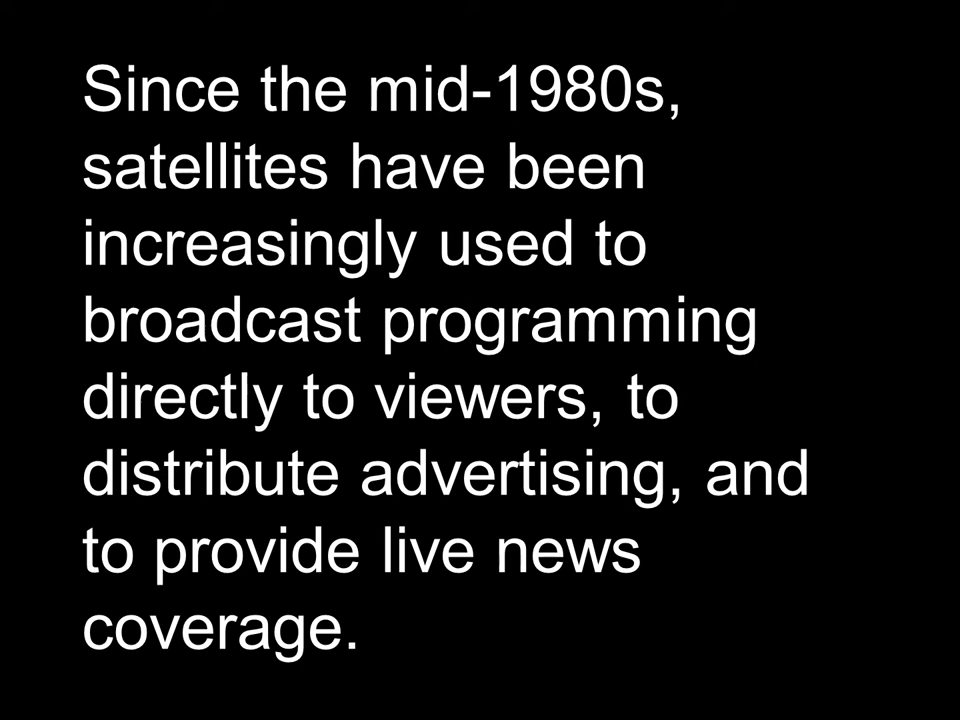 Since the mid-1980s,
satellites have been
increasingly used to
broadcast programming
directly to viewers, to
distribute advertising, and
to provide live news
coverage.